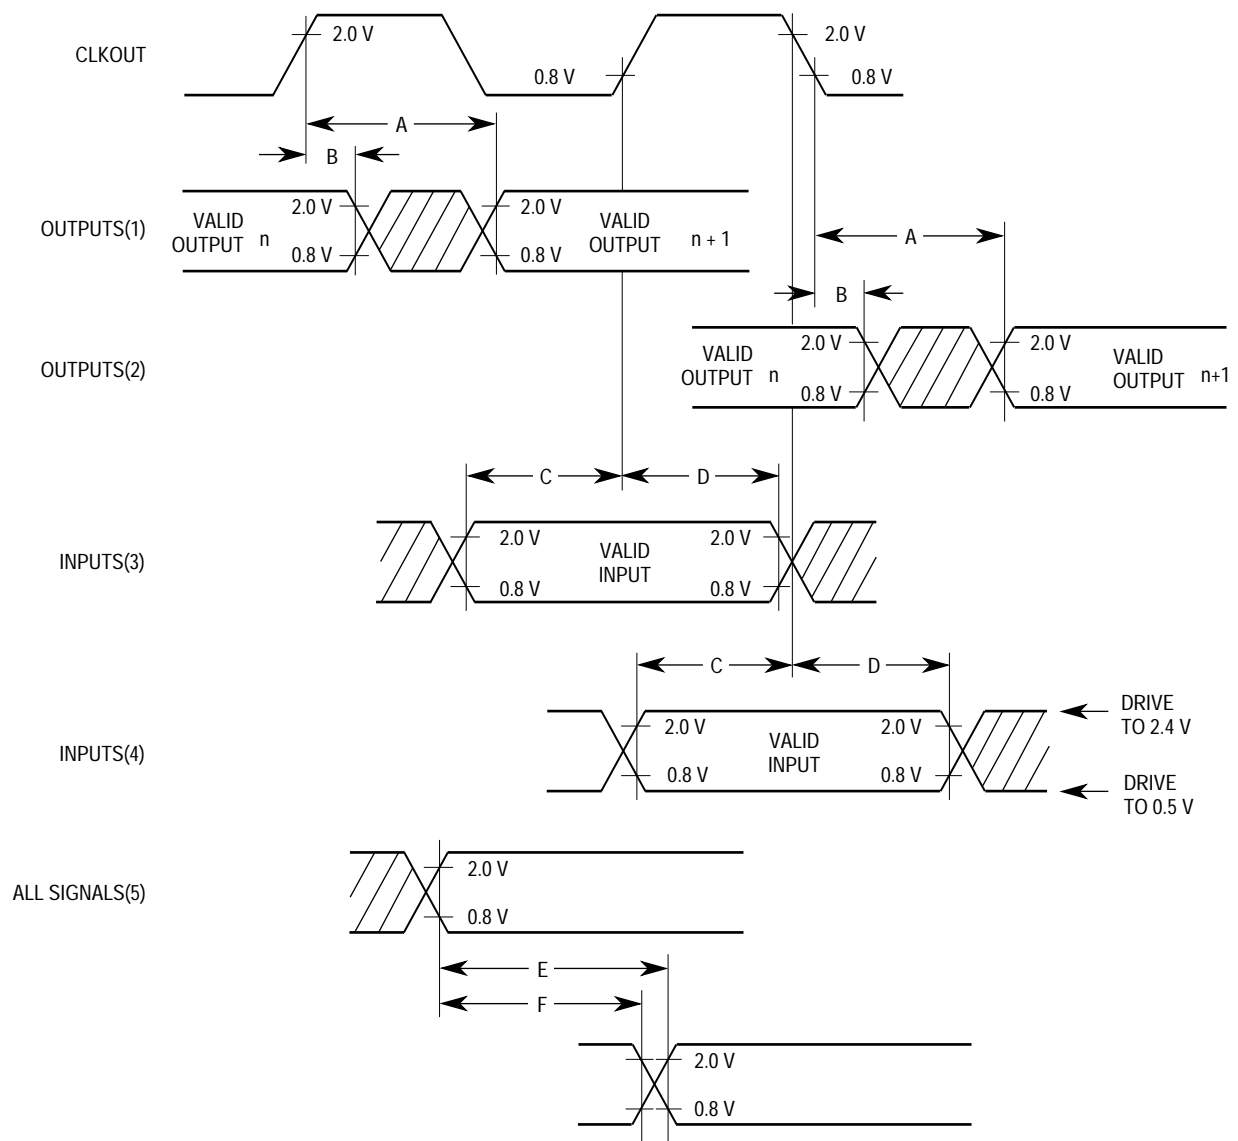 CLKOUT
2.0 V
0.8 V
2.0 V
0.8 V
A
B
OUTPUTS(1)
VALID
OUTPUT n
2.0 V
0.8 V
2.0 V
0.8 V
VALID
OUTPUT n + 1
A
B
OUTPUTS(2)
VALID
OUTPUT n
2.0 V
0.8 V
2.0 V
0.8 V
VALID
OUTPUT n+1
C
D
INPUTS(3)
2.0 V
0.8 V
VALID
INPUT
2.0 V
0.8 V
C
D
INPUTS(4)
2.0 V
0.8 V
VALID
INPUT
2.0 V
0.8 V
DRIVE
TO 2.4 V
DRIVE
TO 0.5 V
ALL SIGNALS(5)
2.0 V
0.8 V
E
F
2.0 V
0.8 V